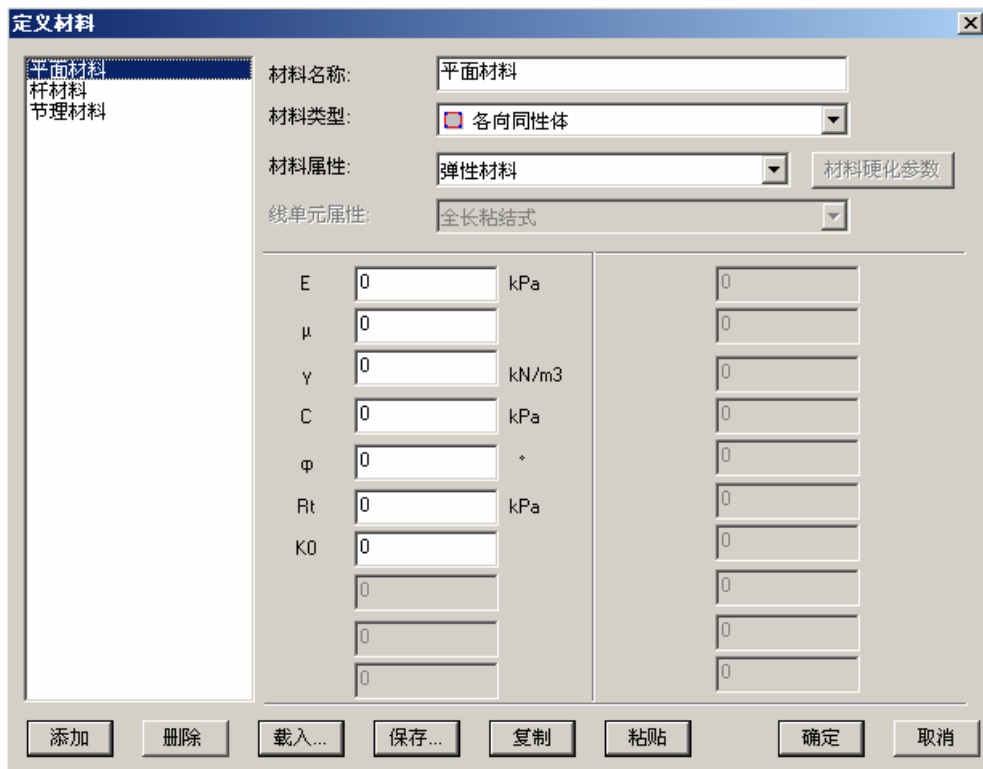 定义材料
平面材料
杆材料
节理材料
材料名称: 平面材料
材料类型: 各向同性体
材料属性: 弹性材料 材料硬化参数
线单元属性: 全长粘结式
E 0 kPa 0
μ 0 0
γ 0 kN/m3 0
C 0 kPa 0
φ 0 ° 0
Rt 0 kPa 0
K0 0 0
0 0
0 0
0 0
添加 删除 载入... 保存... 复制 粘贴 确定 取消